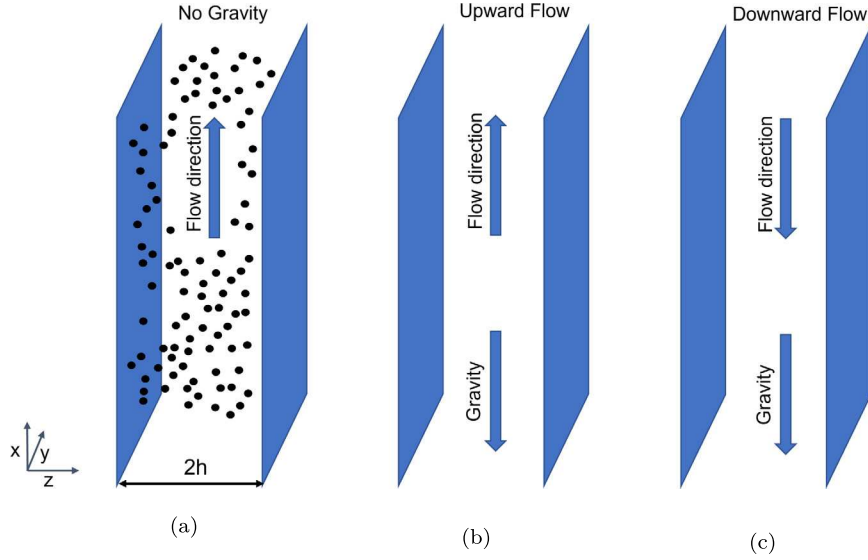 No Gravity
Upward Flow
Downward Flow
Flow direction
Flow direction
Flow direction
Gravity
Gravity
x
y
z
2h
(a)
(b)
(c)